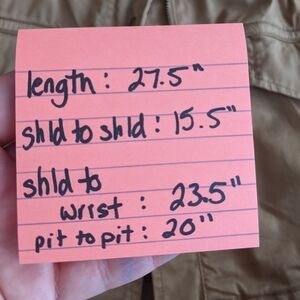 length: 27.5"
shld to shld: 15.5"
shld to
wrist: 23.5"
pit to pit: 20"